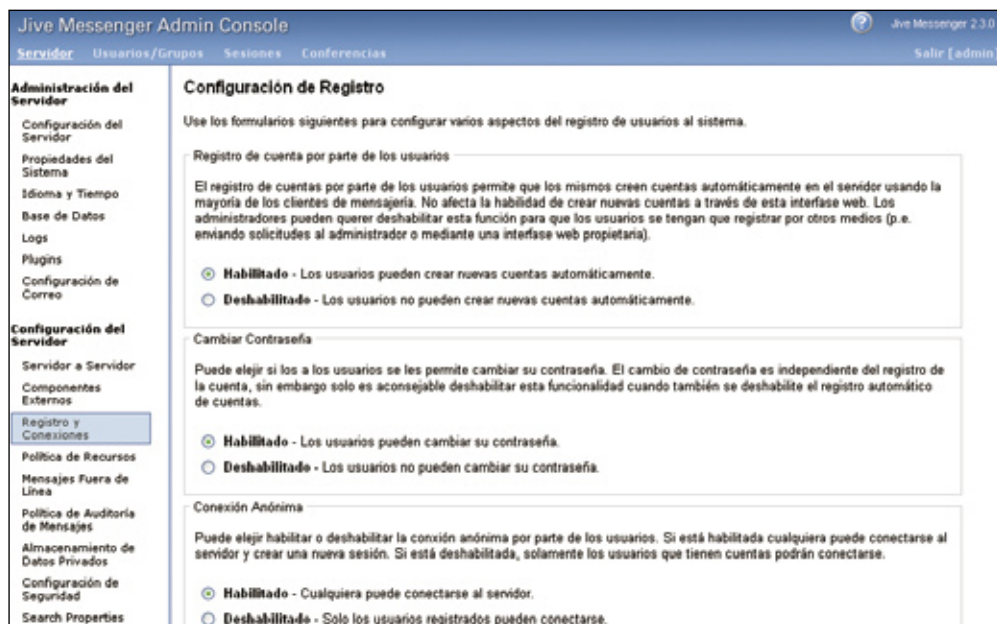 Jive Messenger Admin Console
Jive Messenger 2.3.0
Servidor Usuarios/Grupos Sesiones Conferencias
Salir [admin]
Administración del
Servidor
Configuración del
Servidor
Propiedades del
Sistema
Idioma y Tiempo
Base de Datos
Logs
Plugins
Configuración de
Correo
Configuración del
Servidor
Servidor a Servidor
Componentes
Externos
Registro y
Conexiones
Política de Recursos
Mensajes Fuera de
Línea
Política de Auditoría
de Mensajes
Almacenamiento de
Datos Privados
Configuración de
Seguridad
Search Properties
Configuración de Registro
Use los formularios siguientes para configurar varios aspectos del registro de usuarios al sistema.
Registro de cuenta por parte de los usuarios
El registro de cuentas por parte de los usuarios permite que los mismos creen cuentas automáticamente en el servidor usando la
mayoría de los clientes de mensajería. No afecta la habilidad de crear nuevas cuentas a través de esta interfase web. Los
administradores pueden querer deshabilitar esta función para que los usuarios se tengan que registrar por otros medios (p.e.
enviando solicitudes al administrador o mediante una interfase web propietaria).
Habilitado - Los usuarios pueden crear nuevas cuentas automáticamente.
Deshabilitado - Los usuarios no pueden crear nuevas cuentas automáticamente.
Cambiar Contraseña
Puede elejir si los a los usuarios se les permite cambiar su contraseña. El cambio de contraseña es independiente del registro de
la cuenta, sin embargo solo es aconsejable deshabilitar esta funcionalidad cuando también se deshabilite el registro automático
de cuentas.
Habilitado - Los usuarios pueden cambiar su contraseña.
Deshabilitado - Los usuarios no pueden cambiar su contraseña.
Conexión Anónima
Puede elejir habilitar o deshabilitar la conxión anónima por parte de los usuarios. Si está habilitada cualquiera puede conectarse al
servidor y crear una nueva sesión. Si está deshabilitada, solamente los usuarios que tienen cuentas podrán conectarse.
Habilitado - Cualquiera puede conectarse al servidor.
Deshabilitado - Sólo los usuarios registrados pueden conectarse.